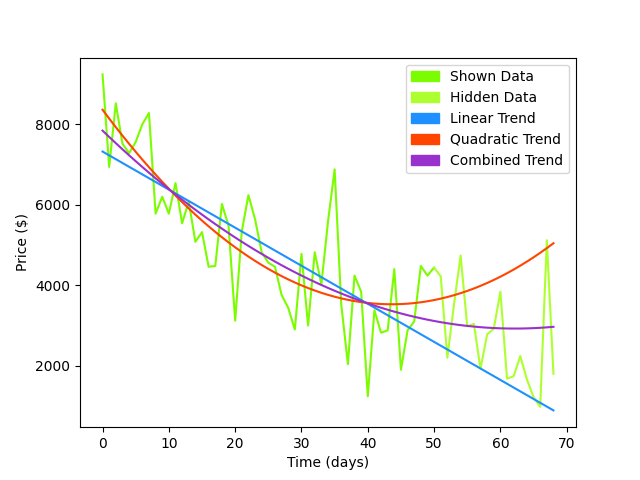 Shown Data
Hidden Data
Linear Trend
Quadratic Trend
Combined Trend
8000
6000
4000
2000
Price ($)
0 10 20 30 40 50 60 70
Time (days)